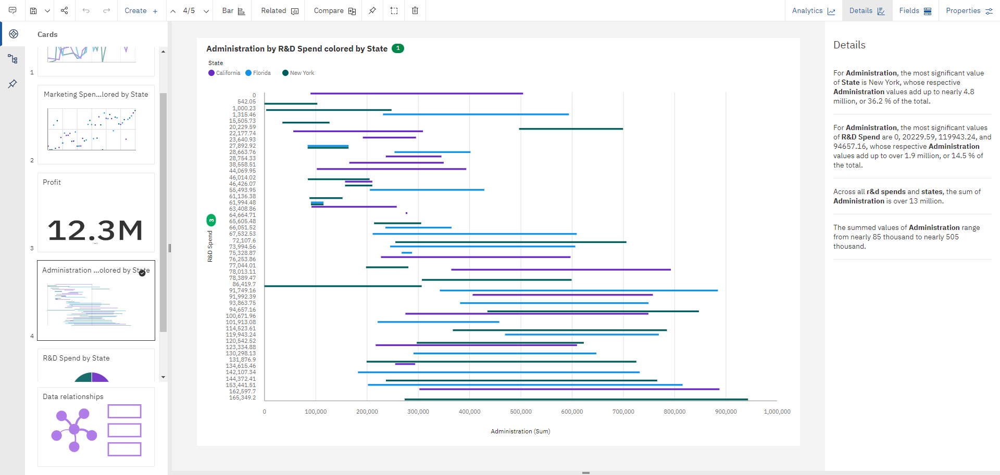 Create +
4/5
Bar
Related
Compare
Analytics
Details
Fields
Properties
Cards
1
Marketing Spen...lored by State
2
Profit
12.3M
3
Administration ...olored by State
4
R&D Spend by State
Data relationships
Administration by R&D Spend colored by State 1
State
California
Florida
New York
R&D Spend 3
0
542.05
1,000.23
1,315.46
15,505.73
20,229.59
22,177.74
23,640.93
27,892.92
28,663.76
28,754.33
38,558.51
44,069.95
46,014.02
46,426.07
55,493.95
61,136.38
61,994.48
63,408.86
64,664.71
65,605.48
66,051.52
67,532.53
72,107.6
73,994.56
75,328.87
76,253.86
77,044.01
78,013.11
78,389.47
86,419.7
91,749.16
91,992.39
93,863.75
94,657.16
100,671.96
101,913.08
114,523.61
119,943.24
120,542.52
123,334.88
130,298.13
131,876.9
134,615.46
142,107.34
144,372.41
153,441.51
162,597.7
165,349.2
0 100,000 200,000 300,000 400,000 500,000 600,000 700,000 800,000 900,000 1,000,000
Administration (Sum)
Details
For Administration, the most significant value
of State is New York, whose respective
Administration values add up to nearly 4.8
million, or 36.2 % of the total.
For Administration, the most significant values
of R&D Spend are 0, 20229.59, 119943.24, and
94657.16, whose respective Administration
values add up to over 1.9 million, or 14.5 % of
the total.
Across all r&d spends and states, the sum of
Administration is over 13 million.
The summed values of Administration range
from nearly 85 thousand to nearly 505
thousand.